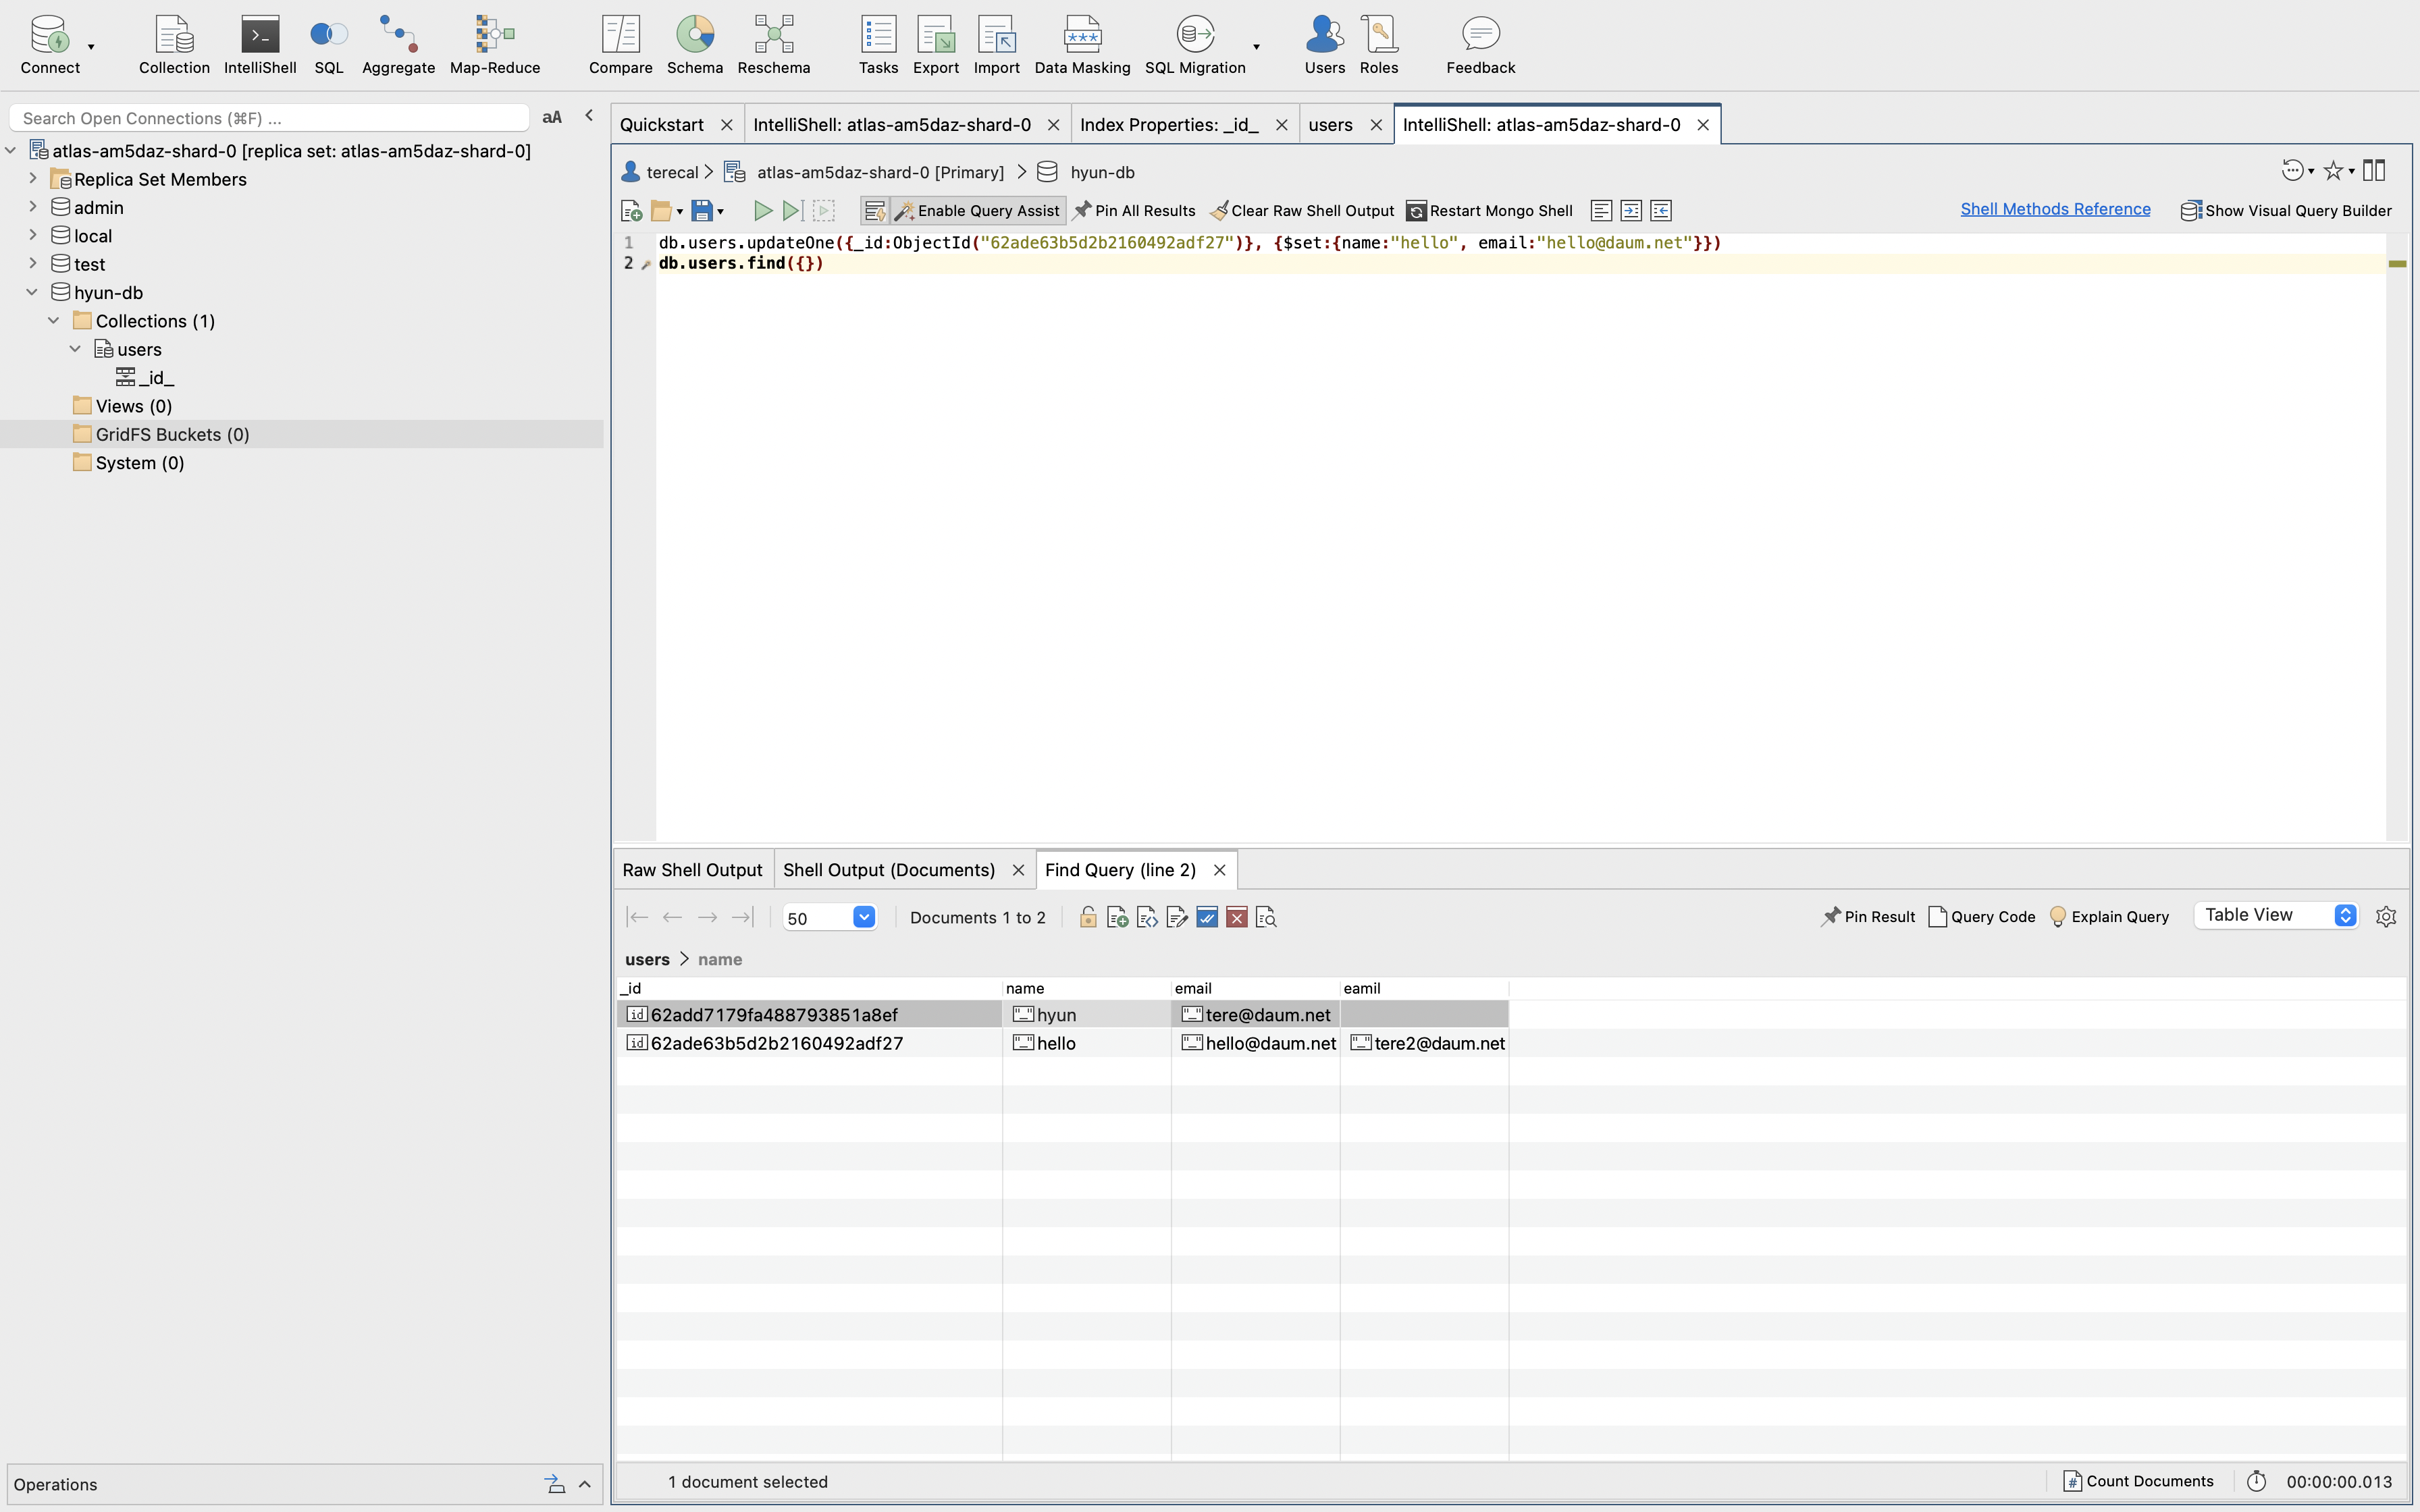 Connect Collection IntelliShell SQL Aggregate Map-Reduce Compare Schema Reschema Tasks Export Import Data Masking SQL Migration Users Roles Feedback
Search Open Connections (⌘F) ... aA
atlas-am5daz-shard-0 [replica set: atlas-am5daz-shard-0]
Replica Set Members
admin
local
test
hyun-db
Collections (1)
users
_id_
Views (0)
GridFS Buckets (0)
System (0)
Operations
Quickstart IntelliShell: atlas-am5daz-shard-0 Index Properties: _id_ users IntelliShell: atlas-am5daz-shard-0
terecal atlas-am5daz-shard-0 [Primary] hyun-db
Enable Query Assist Pin All Results Clear Raw Shell Output Restart Mongo Shell Shell Methods Reference Show Visual Query Builder
1 db.users.updateOne({_id:ObjectId("62ade63b5d2b2160492adf27")}, {$set:{name:"hello", email:"hello@daum.net"}})
2 db.users.find({})
Raw Shell Output Shell Output (Documents) Find Query (line 2)
50 Documents 1 to 2 Pin Result Query Code Explain Query Table View
users > name
_id name email eamil
62add7179fa488793851a8ef hyun tere@daum.net
62ade63b5d2b2160492adf27 hello hello@daum.net tere2@daum.net
1 document selected Count Documents 00:00:00.013